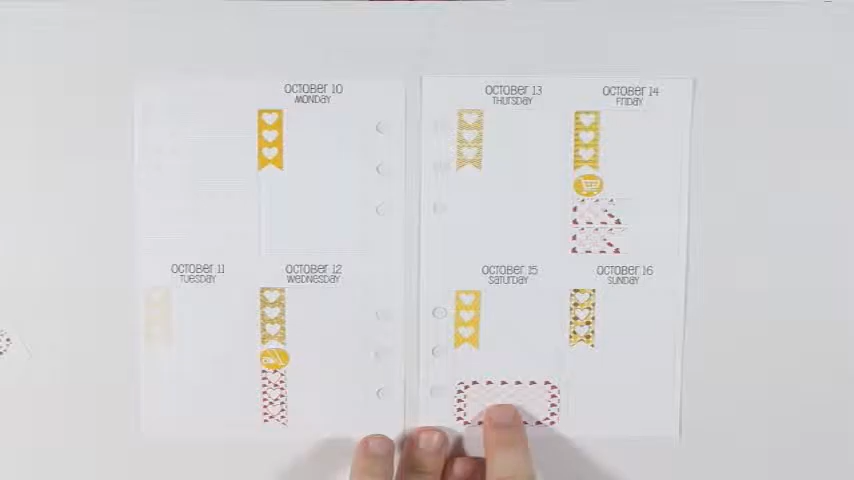 OCTOBER 10
MONDAY
OCTOBER 11
TUESDAY
OCTOBER 12
WEDNESDAY
OCTOBER 13
THURSDAY
OCTOBER 14
FRIDAY
OCTOBER 15
SATURDAY
OCTOBER 16
SUNDAY